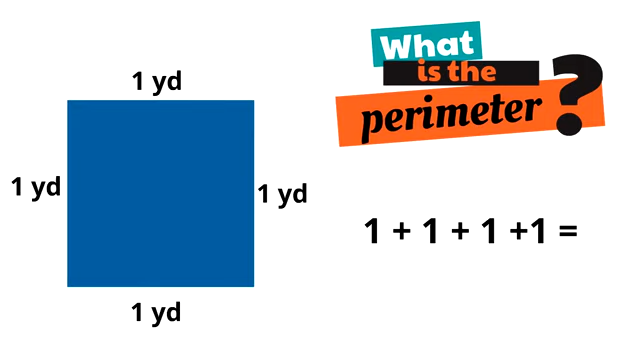 What
is the
perimeter?
1 yd
1 yd
1 yd
1 yd
1 + 1 + 1 +1 =